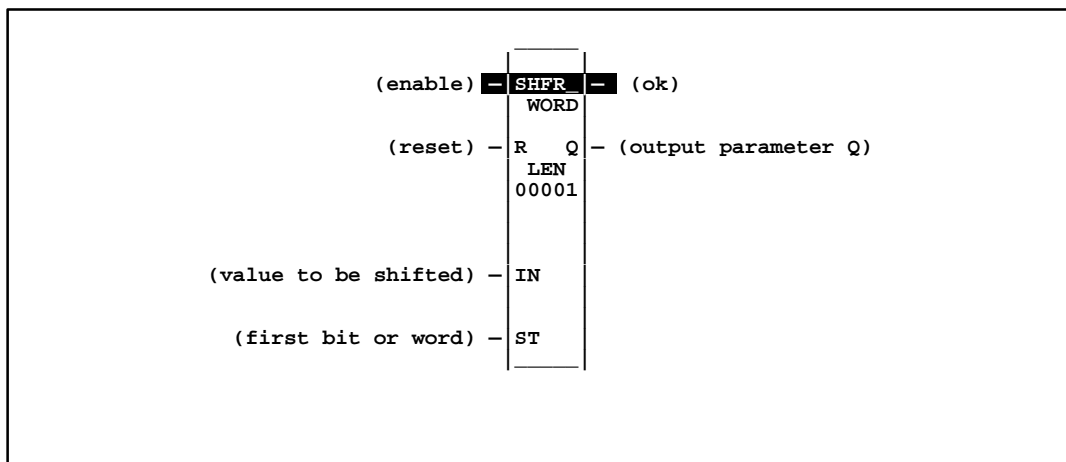 (enable) SHFR_ (ok)
WORD
(reset) R Q (output parameter Q)
LEN
00001
(value to be shifted) IN
(first bit or word) ST